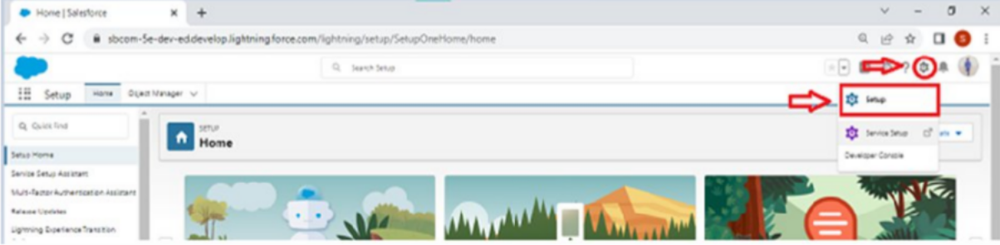 Home | Salesforce
sbcom-5e-dev-ed.develop.lightning.force.com/lightning/setup/SetupOneHome/home
S
Search Setup
?
Setup Home Object Manager
Setup
Quick Find
SETUP
Home
Service Setup
Developer Console
Setup Home
Service Setup Assistant
Multi-Factor Authentication Assistant
Release Updates
Lightning Experience Transition